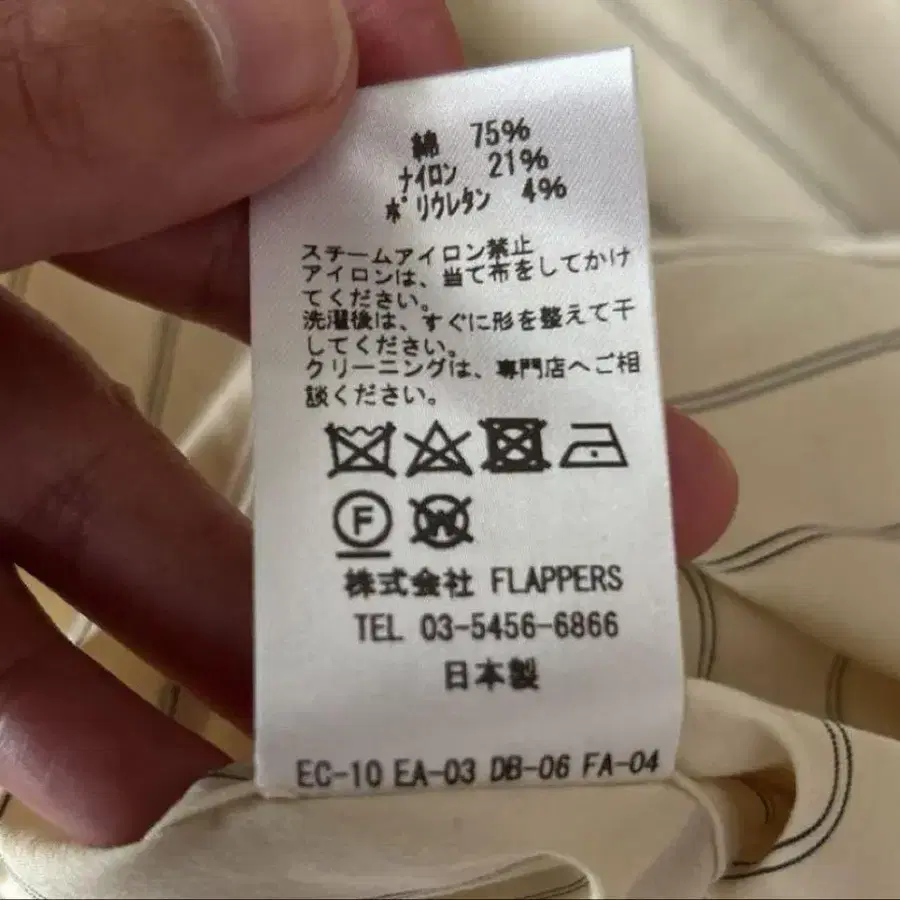 綿 75%
ナイロン 21%
ポリウレタン 4%
スチームアイロン禁止
アイロンは、当て布をしてかけ
てください。
洗濯後は、すぐに形を整えて干
してください。
クリーニングは、専門店へご相
談ください。
F W
株式会社 FLAPPERS
TEL 03-5456-6866
日本製
EC-10 EA-03 DB-06 FA-04